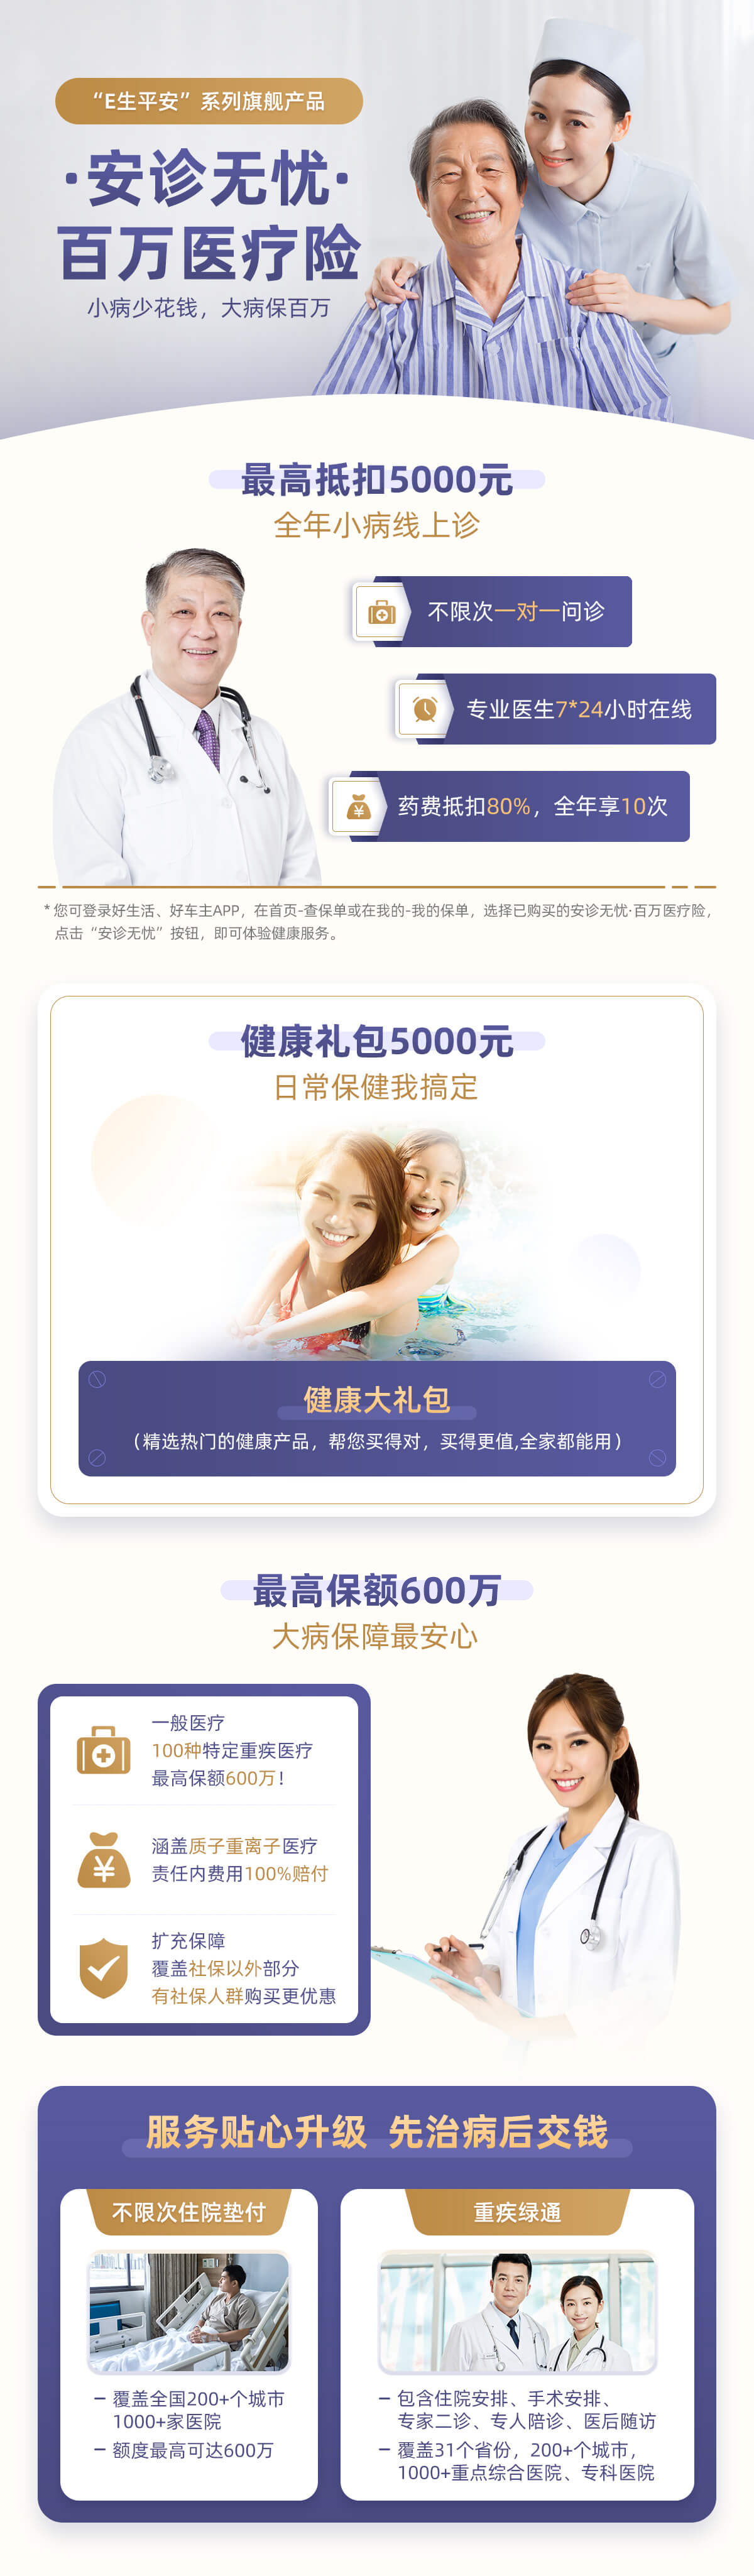 “E生平安”系列旗舰产品
·安诊无忧·
百万医疗险
小病少花钱，大病保百万
最高抵扣5000元
全年小病线上诊
不限次一对一问诊
专业医生7*24小时在线
药费抵扣80%，全年享10次
* 您可登录好生活、好车主APP，在首页-查保单或在我的-我的保单，选择已购买的安诊无忧·百万医疗险，
点击“安诊无忧”按钮，即可体验健康服务。
健康礼包5000元
日常保健我搞定
健康大礼包
（精选热门的健康产品，帮您买得对，买得更值,全家都能用）
最高保额600万
大病保障最安心
一般医疗
100种特定重疾医疗
最高保额600万！
涵盖质子重离子医疗
责任内费用100%赔付
扩充保障
覆盖社保以外部分
有社保人群购买更优惠
服务贴心升级 先治病后交钱
不限次住院垫付
– 覆盖全国200+个城市
1000+家医院
– 额度最高可达600万
重疾绿通
– 包含住院安排、手术安排、
专家二诊、专人陪诊、医后随访
– 覆盖31个省份，200+个城市，
1000+重点综合医院、专科医院